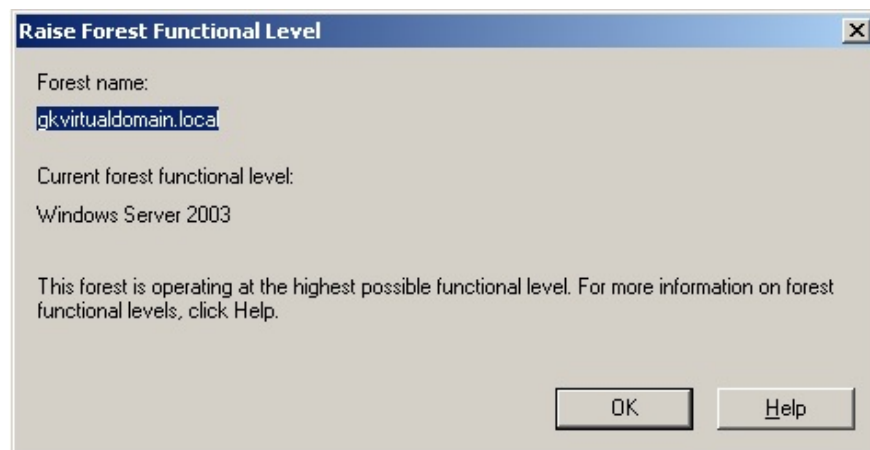 Raise Forest Functional Level
Forest name:
gkvirtualdomain.local
Current forest functional level:
Windows Server 2003
This forest is operating at the highest possible functional level. For more information on forest
functional levels, click Help.
OK
Help